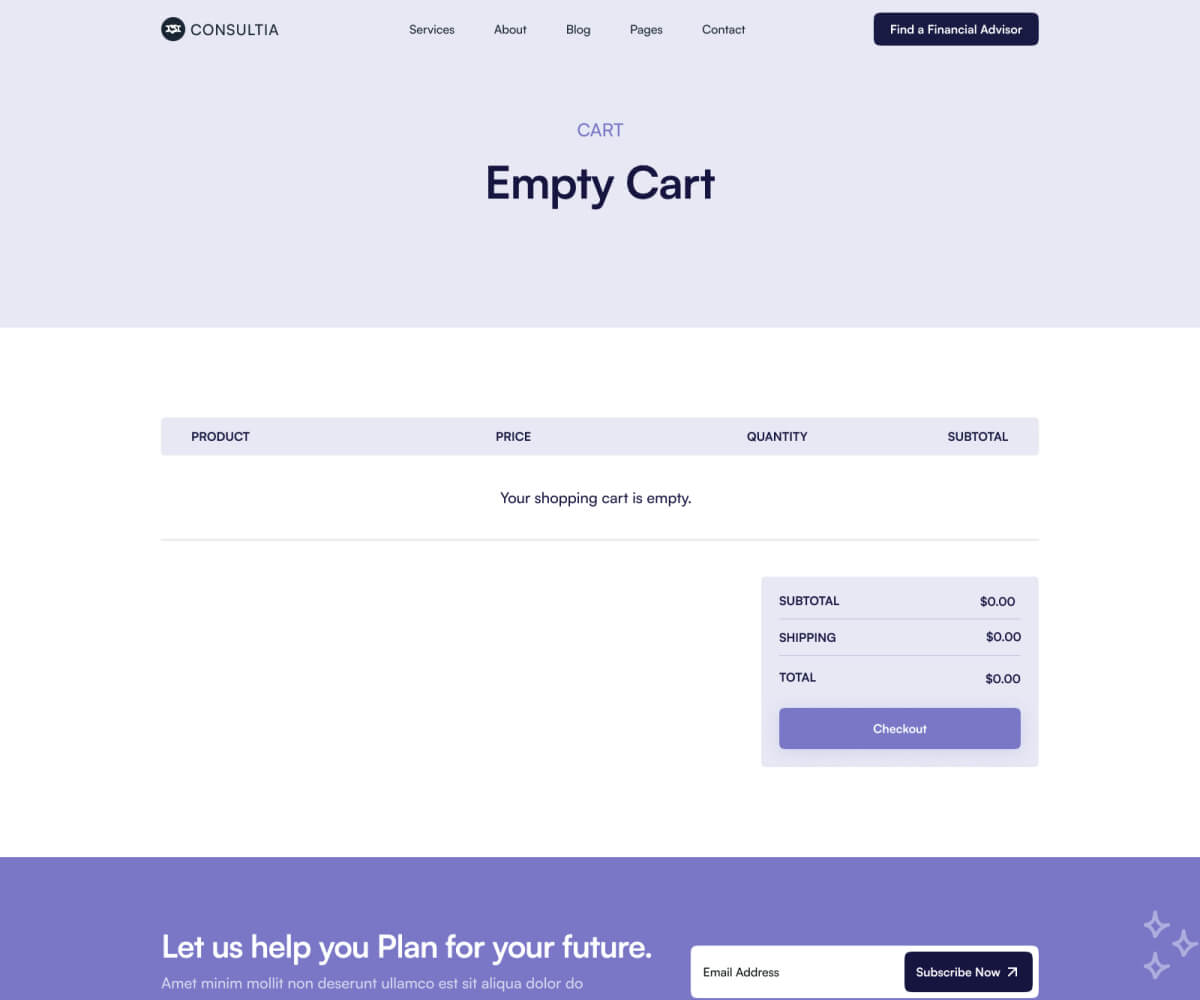 CONSULTIA Services About Blog Pages Contact Find a Financial Advisor
CART
Empty Cart
PRODUCT PRICE QUANTITY SUBTOTAL
Your shopping cart is empty.
SUBTOTAL $0.00
SHIPPING $0.00
TOTAL $0.00
Checkout
Let us help you Plan for your future.
Amet minim mollit non deserunt ullamco est sit aliqua dolor do
Email Address Subscribe Now